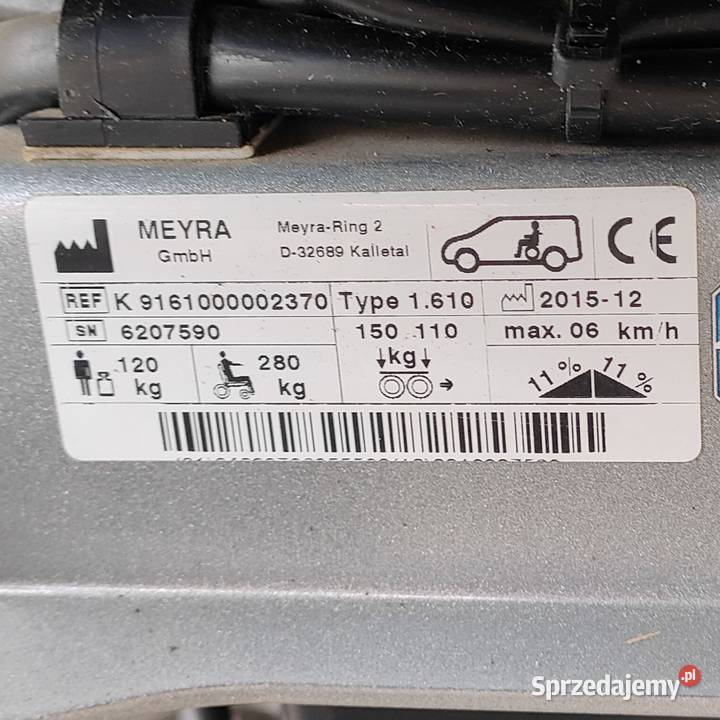 MEYRA
GmbH
Meyra-Ring 2
D-32689 Kalletal
CE
REF K 9161000002370 Type 1.610 2015-12
SN 6207590 150 110 max. 06 km/h
120 kg
280 kg
kg
11 % 11 %
Sprzedajemy.pl